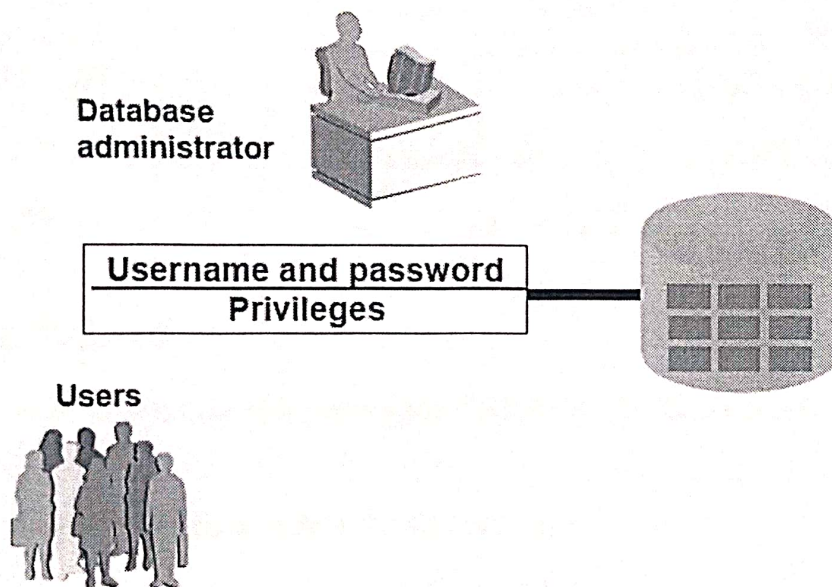 Database
administrator
Username and password
Privileges
Users